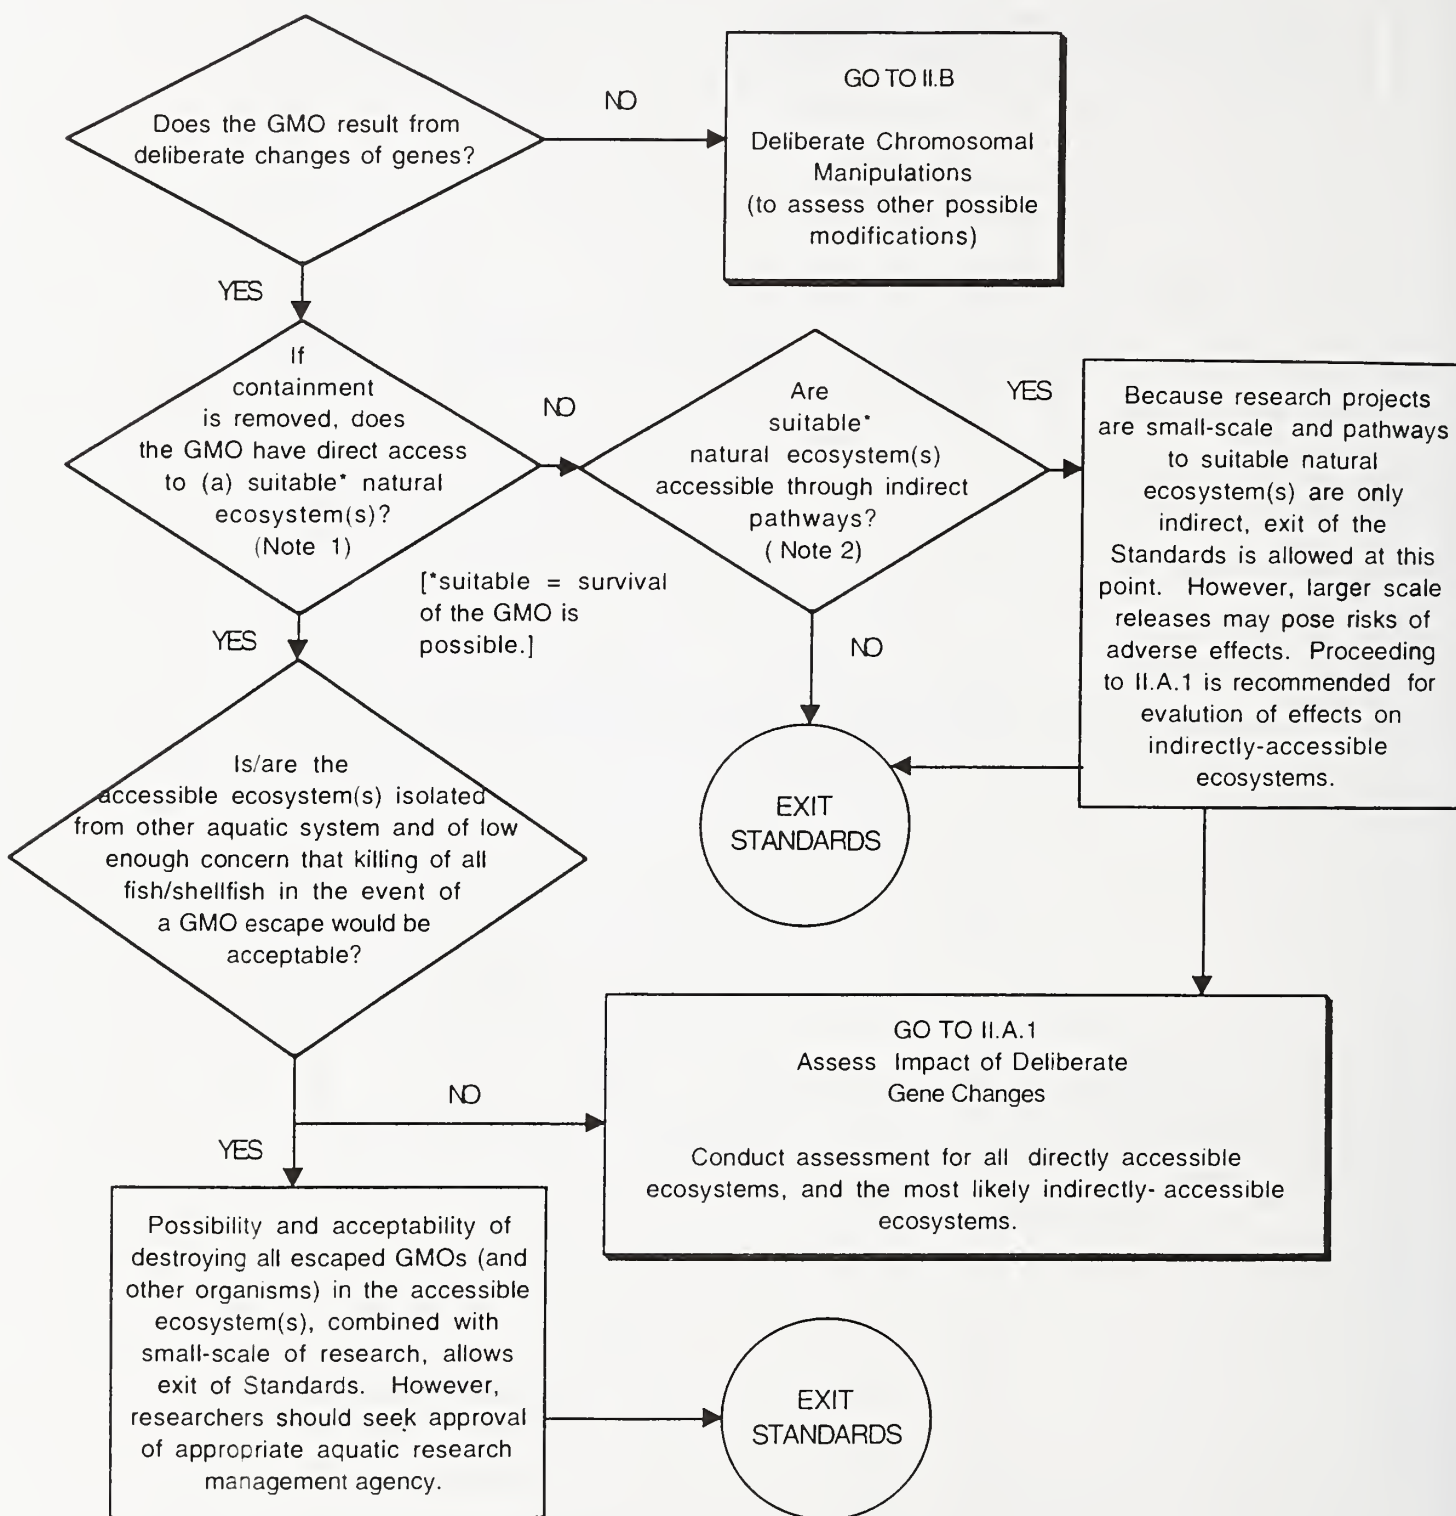 Does the GMO result from
deliberate changes of genes?
NO
GO TO II.B
Deliberate Chromosomal
Manipulations
(to assess other possible
modifications)
YES
If
containment
is removed, does
the GMO have direct access
to (a) suitable* natural
ecosystem(s)?
(Note 1)
NO
Are
suitable*
natural ecosystem(s)
accessible through indirect
pathways?
( Note 2)
YES
Because research projects
are small-scale and pathways
to suitable natural
ecosystem(s) are only
indirect, exit of the
Standards is allowed at this
point. However, larger scale
releases may pose risks of
adverse effects. Proceeding
to II.A.1 is recommended for
evalution of effects on
indirectly-accessible
ecosystems.
[*suitable = survival
of the GMO is
possible.]
YES
NO
EXIT
STANDARDS
Is/are the
accessible ecosystem(s) isolated
from other aquatic system and of low
enough concern that killing of all
fish/shellfish in the event of
a GMO escape would be
acceptable?
NO
GO TO II.A.1
Assess Impact of Deliberate
Gene Changes
Conduct assessment for all directly accessible
ecosystems, and the most likely indirectly- accessible
ecosystems.
YES
Possibility and acceptability of
destroying all escaped GMOs (and
other organisms) in the accessible
ecosystem(s), combined with
small-scale of research, allows
exit of Standards. However,
researchers should seek approval
of appropriate aquatic research
management agency.
EXIT
STANDARDS